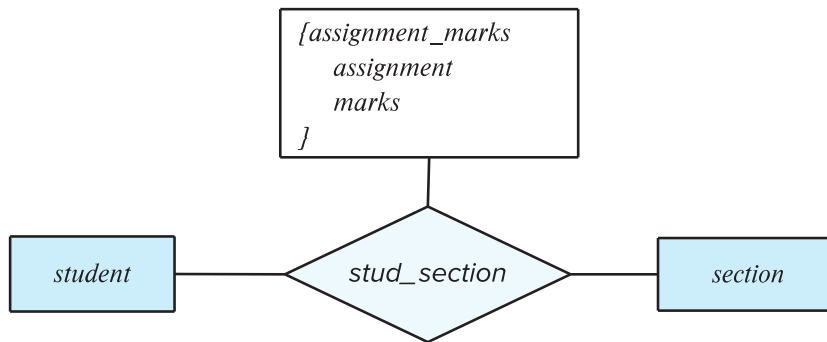 {assignment_marks
assignment
marks
}
student
stud_section
section